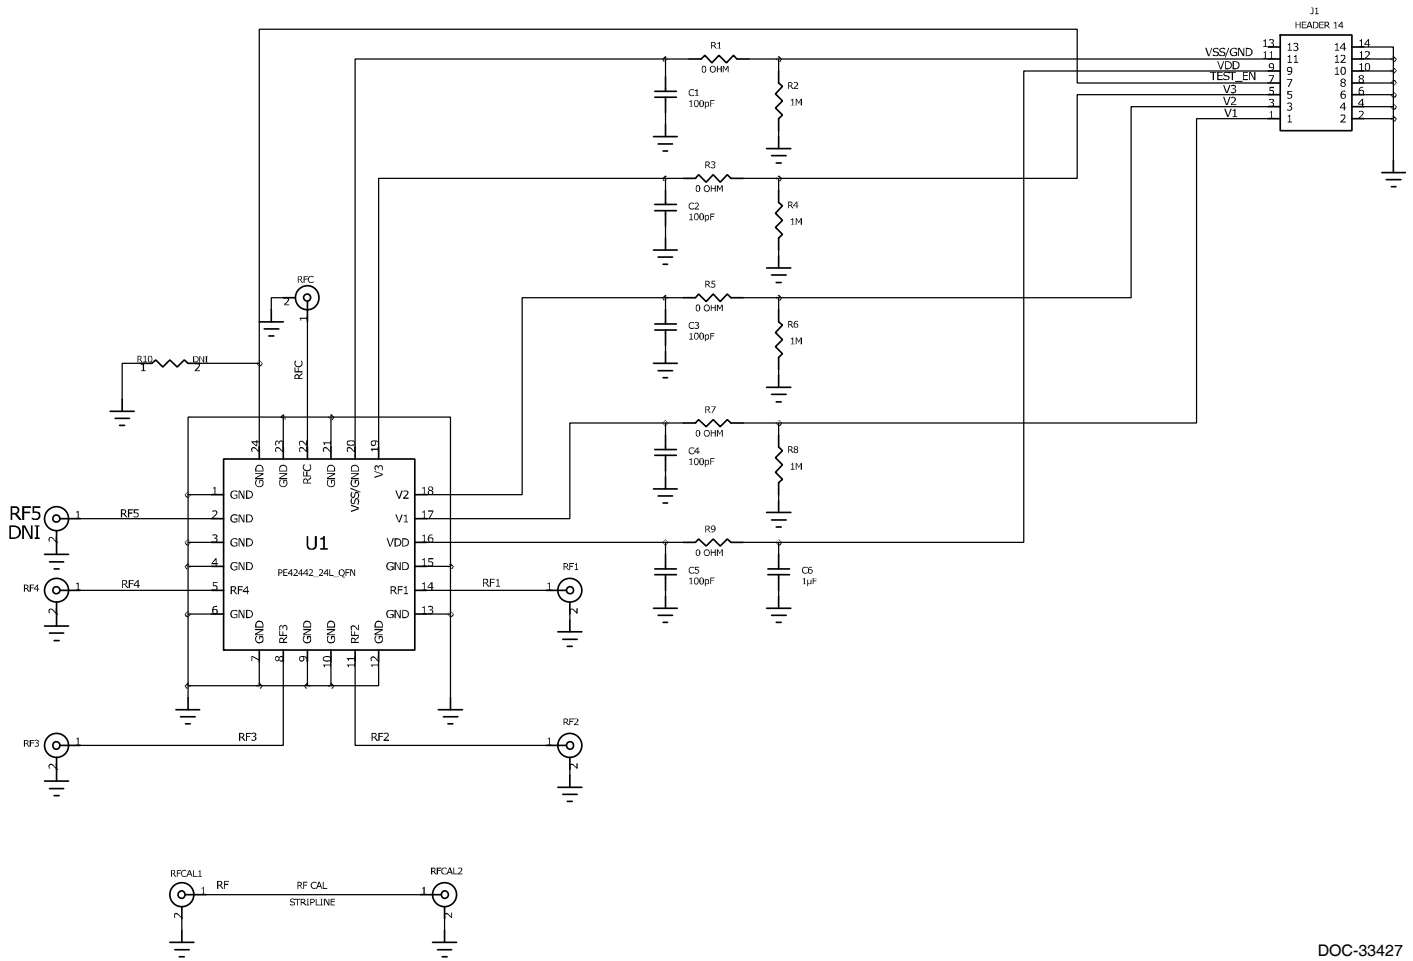 J1
HEADER 14
13 13 14 14
VSS/GND 11 11 12 12
VDD 9 9 10 10
TEST_EN 7 7 8 8
V3 5 5 6 6
V2 3 3 4 4
V1 1 1 2 2
R1
0 OHM
C1
100pF
R2
1M
R3
0 OHM
C2
100pF
R4
1M
R5
0 OHM
C3
100pF
R6
1M
R7
0 OHM
C4
100pF
R8
1M
R9
0 OHM
C5
100pF
C6
1µF
RFC
2
1
RFC
R10
1
DNI
2
24 23 22 21 20 19
GND GND RFC GND VSS/GND V3
1 GND
RF5
DNI
1
2
RF5
2 GND
3 GND
4 GND
RF4
1
2
RF4
5 RF4
6 GND
U1
PE42442_24L_QFN
V2 18
V1 17
VDD 16
GND 15
RF1 14
RF1
1
RF1
2
GND 13
GND RF3 GND GND RF2 GND
7 8 9 10 11 12
RF3
1
2
RF3
RF2
1
RF2
2
RFCAL1
1
2
RF
RF CAL
STRIPLINE
RFCAL2
1
2
DOC-33427